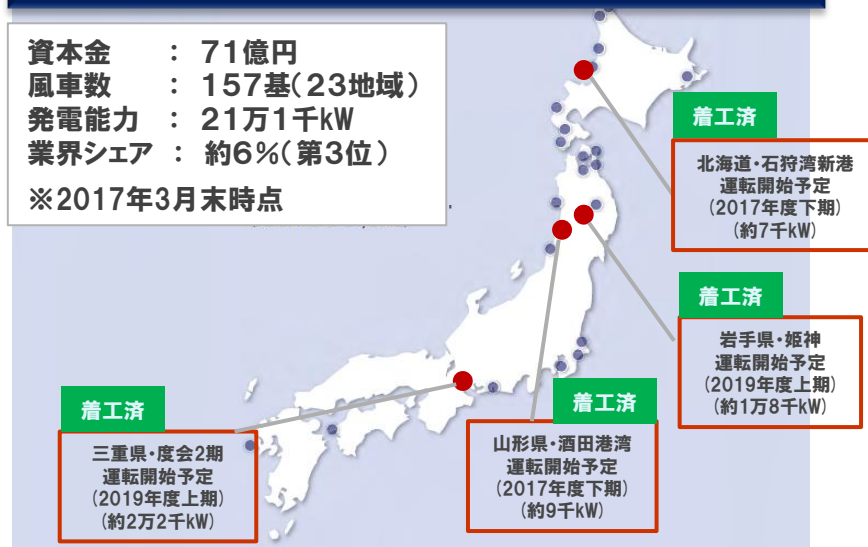 資本金 : 71億円
風車数 : 157基(23地域)
発電能力 : 21万1千kW
業界シェア : 約6%(第3位)
※2017年3月末時点
着工済
北海道・石狩湾新港
運転開始予定
(2017年度下期)
(約7千kW)
着工済
岩手県・姫神
運転開始予定
(2019年度上期)
(約1万8千kW)
着工済
山形県・酒田港湾
運転開始予定
(2017年度下期)
(約9千kW)
着工済
三重県・度会2期
運転開始予定
(2019年度上期)
(約2万2千kW)